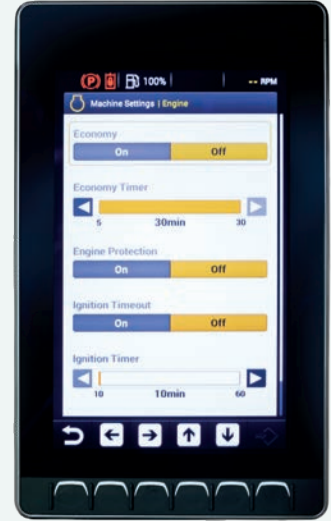 P 100% -- RPM
Machine Settings | Engine
Economy
On Off
Economy Timer
5 30min 30
Engine Protection
On Off
Ignition Timeout
On Off
Ignition Timer
10 10min 60